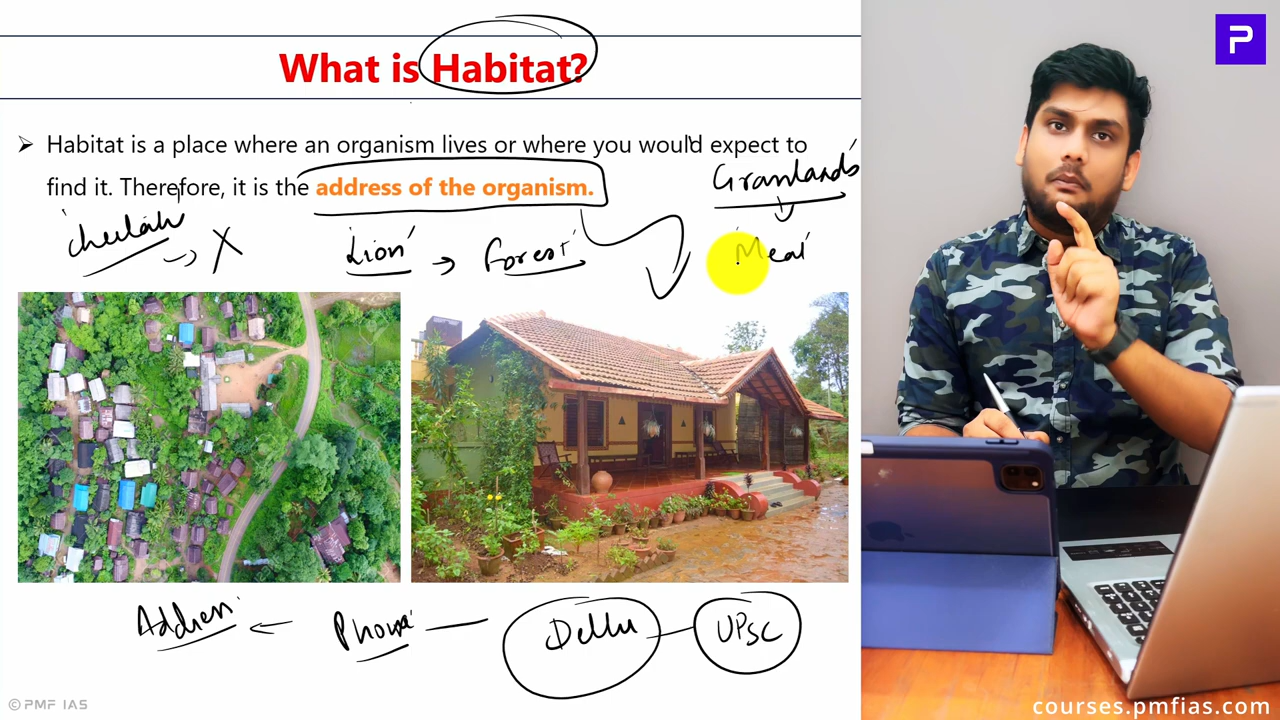 P
What is Habitat?
➢ Habitat is a place where an organism lives or where you would expect to
find it. Therefore, it is the address of the organism.
Grasslands
Cheetah → X
Lion → Forest
Meat
Address ← Phone — Delhi — UPSC
© PMF IAS
courses.pmfias.com